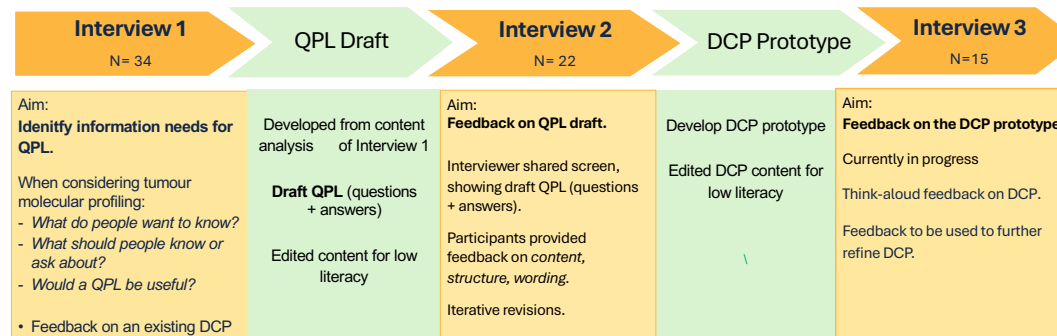 Interview 1
N= 34
QPL Draft
Interview 2
N= 22
DCP Prototype
Interview 3
N=15
Aim:
Idenitfy information needs for
QPL.
When considering tumour
molecular profiling:
- What do people want to know?
- What should people know or
ask about?
- Would a QPL be useful?
• Feedback on an existing DCP
Developed from content
analysis of Interview 1
Draft QPL (questions
+ answers)
Edited content for low
literacy
Aim:
Feedback on QPL draft.
Interviewer shared screen,
showing draft QPL (questions
+ answers).
Participants provided
feedback on content,
structure, wording.
Iterative revisions.
Develop DCP prototype
Edited DCP content for
low literacy
\
Aim:
Feedback on the DCP prototype
Currently in progress
Think-aloud feedback on DCP.
Feedback to be used to further
refine DCP.